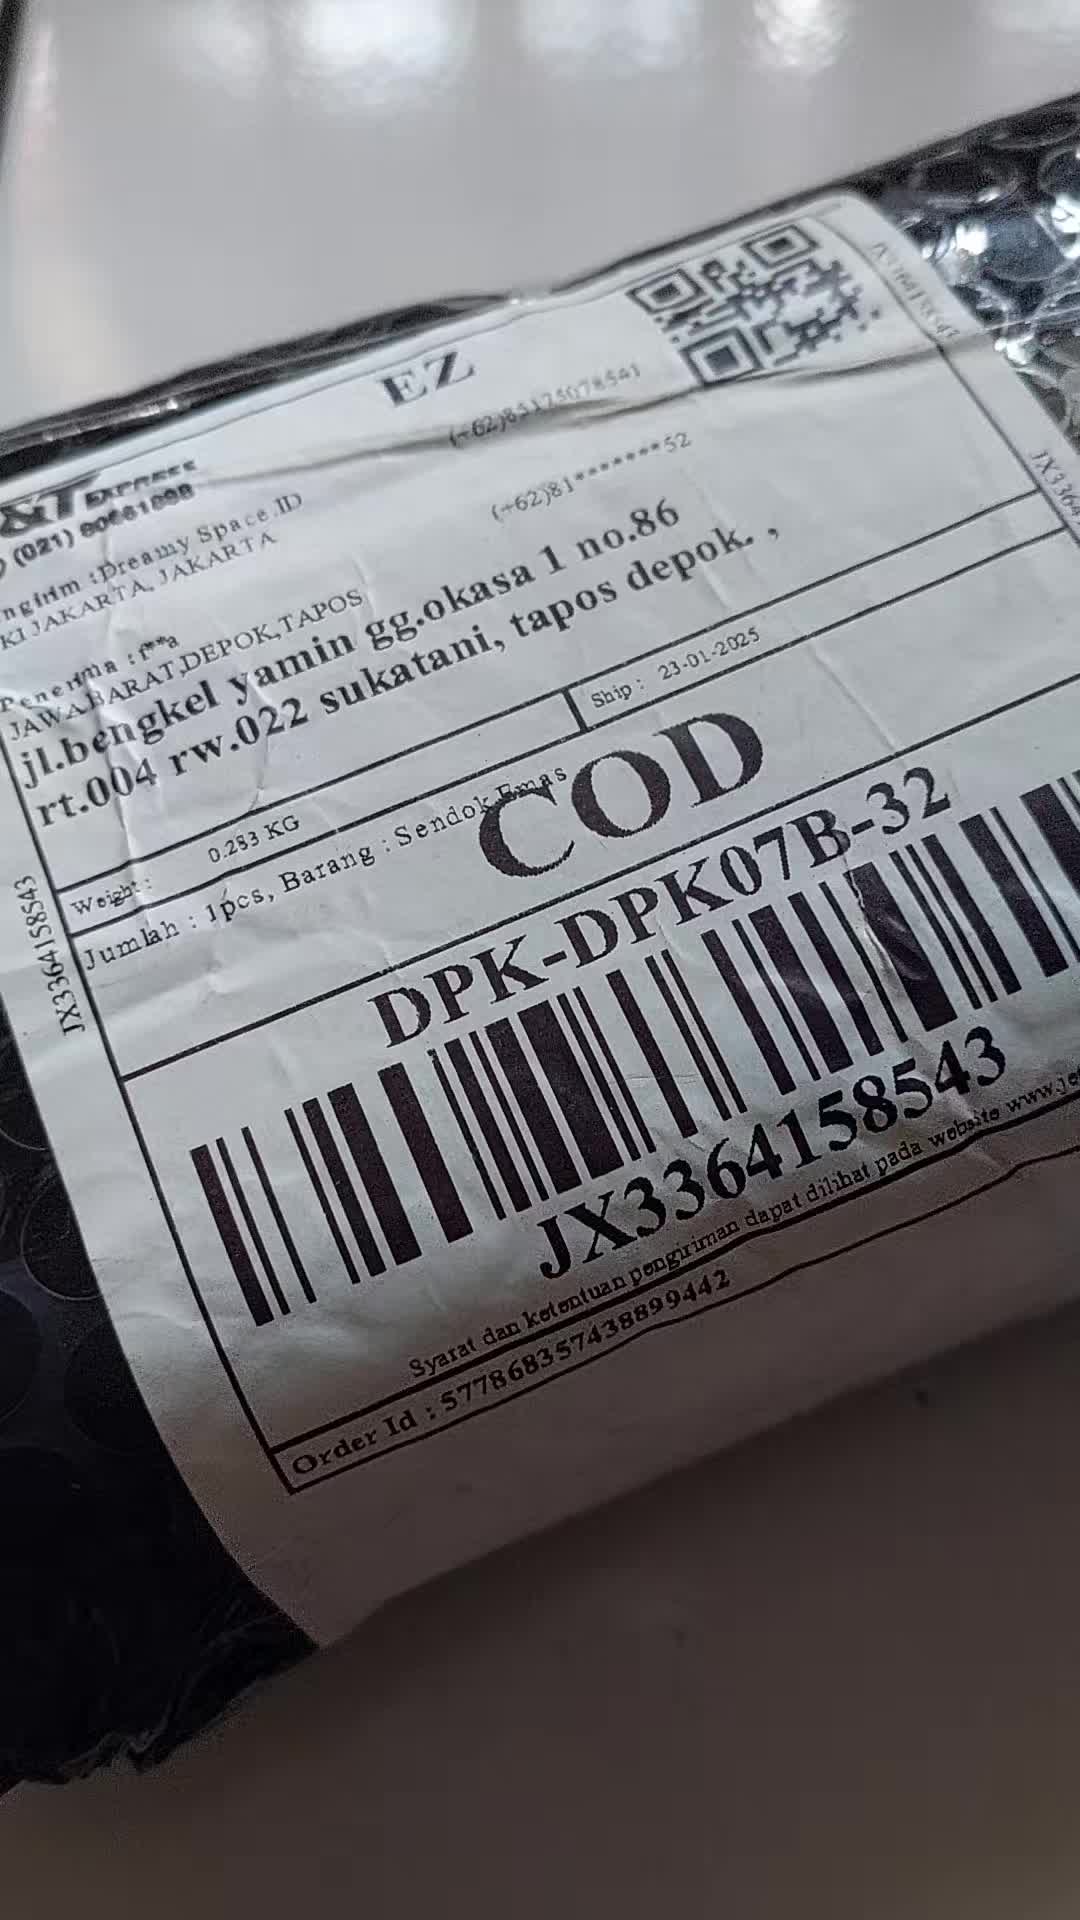 EZ
&T EXPRESS
(021) 80661888
ngirim : Dreamy Space.ID
(+62)83175078541
KI JAKARTA, JAKARTA
Penerima : f**a
(+62)81*******52
JAWA BARAT,DEPOK,TAPOS
jl.bengkel yamin gg.okasa 1 no.86
rt.004 rw.022 sukatani, tapos depok. ,
Weight : 0.283 KG
Ship : 23-01-2025
Jumlah : 1pcs, Barang : Sendok Emas
COD
DPK-DPK07B-32
JX3364158543
JX3364158543
Syarat dan ketentuan pengiriman dapat dilihat pada website
Order Id : 577868357438899442